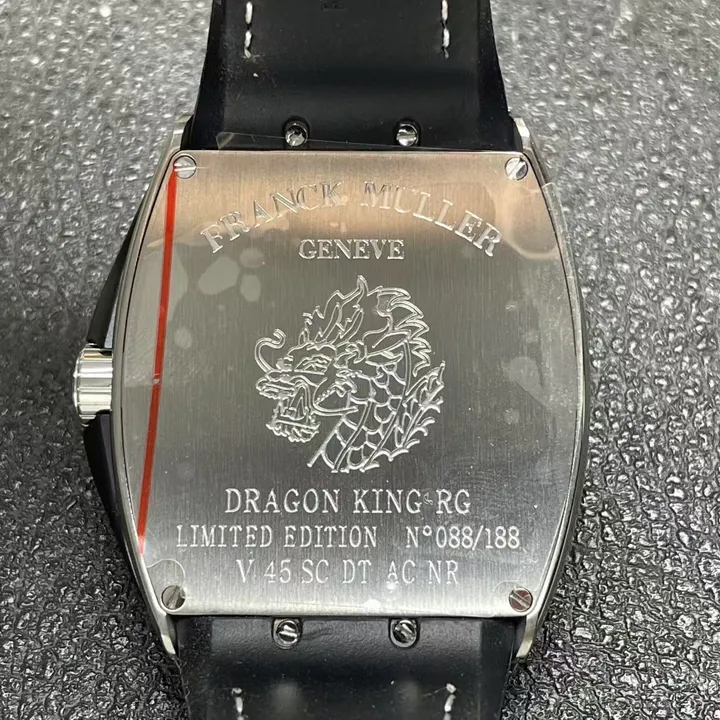 FRANCK MULLER
GENEVE
DRAGON KING RG
LIMITED EDITION N°088/188
V 45 SC DT AC NR